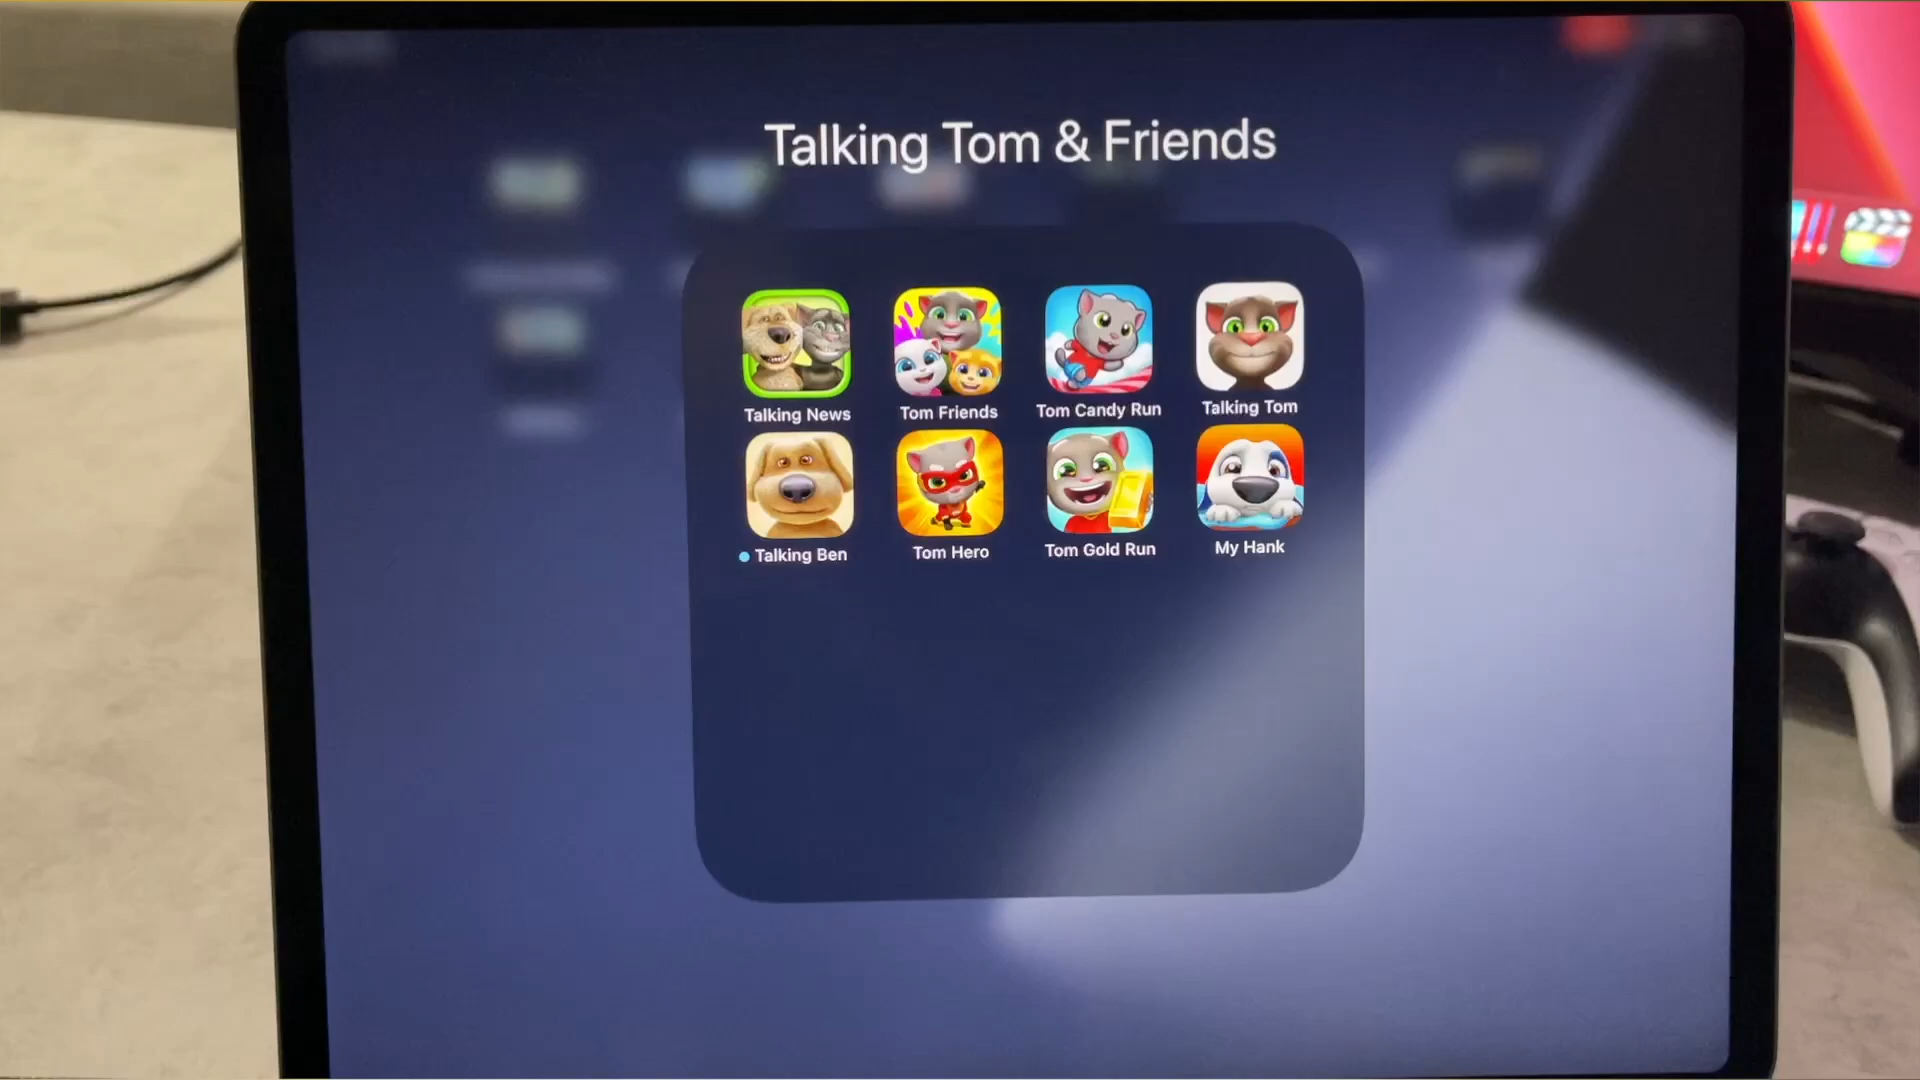 Talking Tom & Friends
Talking News
Tom Friends
Tom Candy Run
Talking Tom
Talking Ben
Tom Hero
Tom Gold Run
My Hank